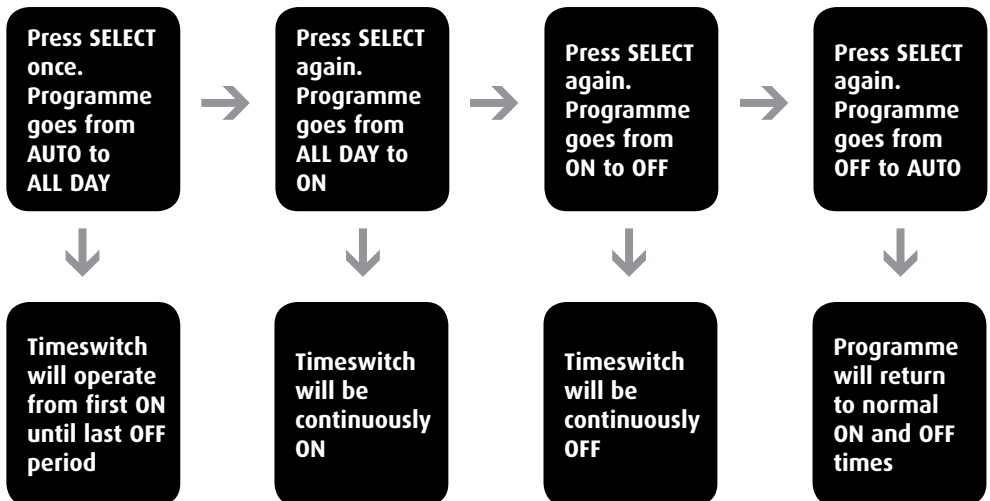 Press SELECT
once.
Programme
goes from
AUTO to
ALL DAY
Press SELECT
again.
Programme
goes from
ALL DAY to
ON
Press SELECT
again.
Programme
goes from
ON to OFF
Press SELECT
again.
Programme
goes from
OFF to AUTO
Timeswitch
will operate
from first ON
until last OFF
period
Timeswitch
will be
continuously
ON
Timeswitch
will be
continuously
OFF
Programme
will return
to normal
ON and OFF
times